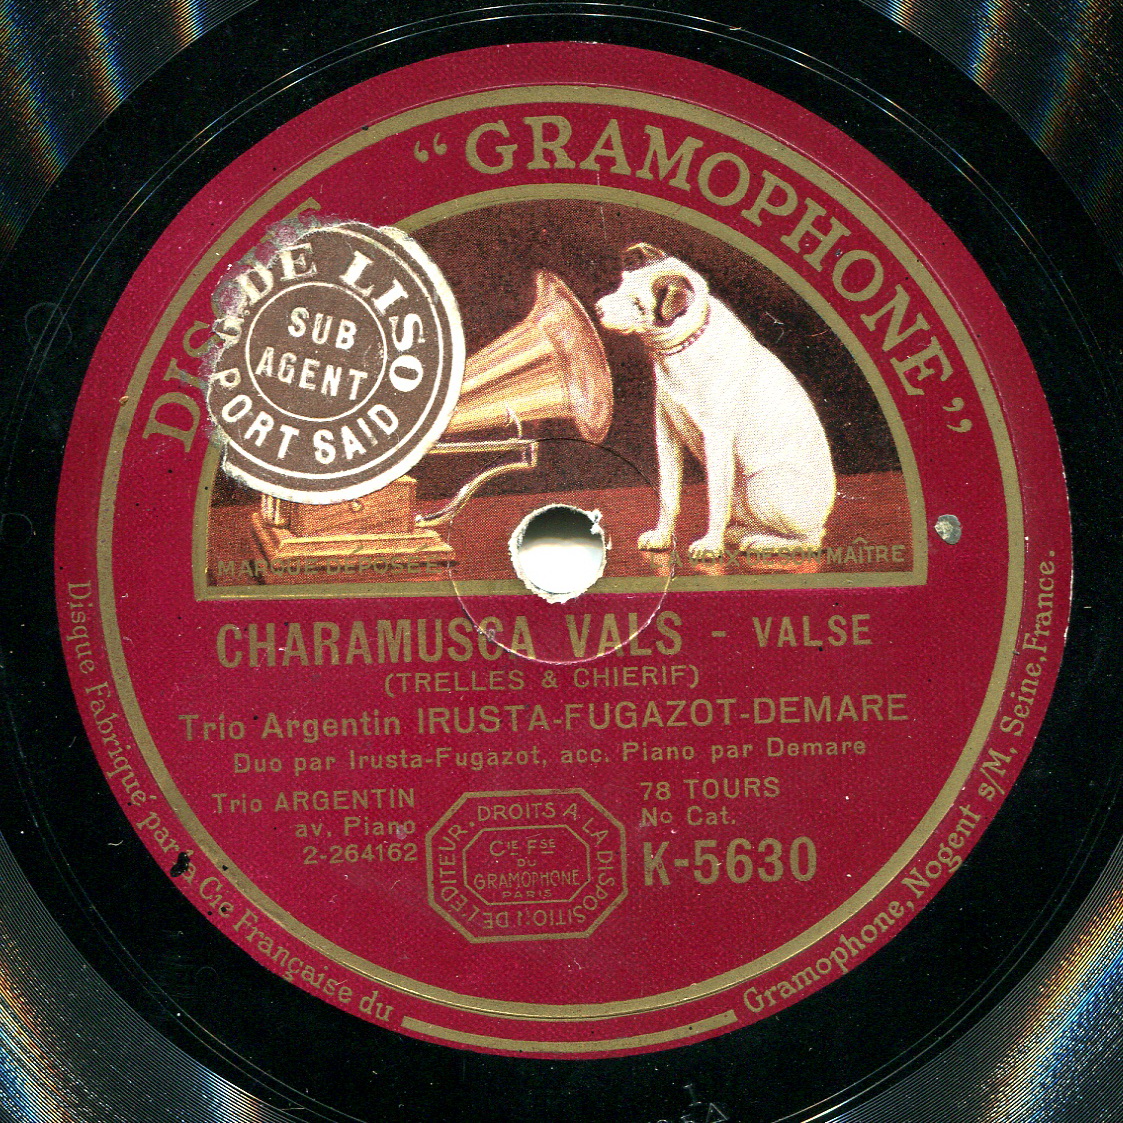 DISQUE "GRAMOPHONE"
DE LISO
SUB
AGENT
PORT SAID
MARQUE DÉPOSÉE
LA VOIX DE SON MAÎTRE
CHARAMUSCA VALS - VALSE
(TRELLES & CHIERIF)
Trio Argentin IRUSTA-FUGAZOT-DEMARE
Duo par Irusta-Fugazot, acc. Piano par Demare
Trio ARGENTIN
av. Piano
2-264162
78 TOURS
No Cat.
K-5630
DROITS A LA DISPOSITION DE L'ÉDITEUR.
CIE FSE
DU
GRAMOPHONE
PARIS
Disque Fabriqué par la Cie Française du Gramophone, Nogent s/M, Seine, France.